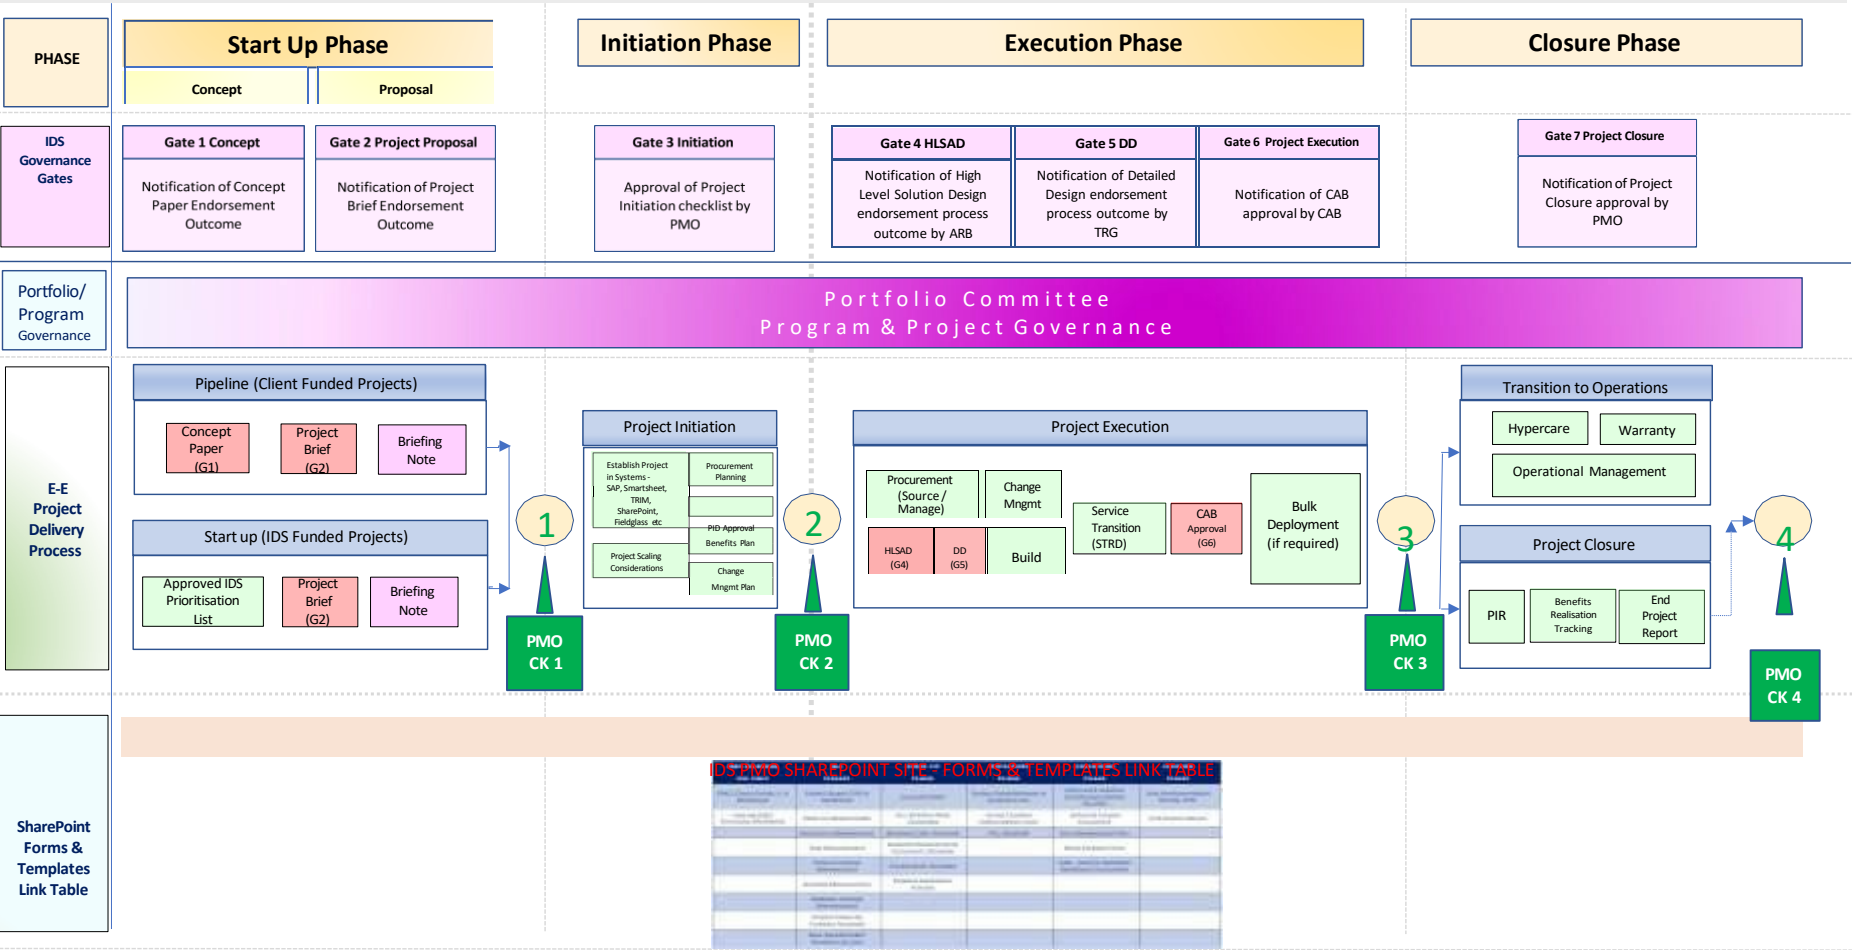 PHASE
Start Up Phase
Concept
Proposal
Initiation Phase
Execution Phase
Closure Phase
IDS
Governance
Gates
Gate 1 Concept
Notification of Concept
Paper Endorsement
Outcome
Gate 2 Project Proposal
Notification of Project
Brief Endorsement
Outcome
Gate 3 Initiation
Approval of Project
Initiation checklist by
PMO
Gate 4 HLSAD
Notification of High
Level Solution Design
endorsement process
outcome by ARB
Gate 5 DD
Notification of Detailed
Design endorsement
process outcome by
TRG
Gate 6 Project Execution
Notification of CAB
approval by CAB
Gate 7 Project Closure
Notification of Project
Closure approval by
PMO
Portfolio/
Program
Governance
Portfolio Committee
Program & Project Governance
E-E
Project
Delivery
Process
Pipeline (Client Funded Projects)
Concept
Paper
(G1)
Project
Brief
(G2)
Briefing
Note
Start up (IDS Funded Projects)
Approved IDS
Prioritisation
List
Project
Brief
(G2)
Briefing
Note
1
PMO
CK 1
Project Initiation
Establish Project
in Systems -
SAP, Smartsheet,
TRIM,
SharePoint,
Fieldglass etc
Project Scaling
Considerations
Procurement
Planning
PID Approval
Benefits Plan
Change
Mngmt Plan
2
PMO
CK 2
Project Execution
Procurement
(Source /
Manage)
Change
Mngmt
HLSAD
(G4)
DD
(G5)
Build
Service
Transition
(STRD)
CAB
Approval
(G6)
Bulk
Deployment
(if required)
3
PMO
CK 3
Transition to Operations
Hypercare
Warranty
Operational Management
Project Closure
PIR
Benefits
Realisation
Tracking
End
Project
Report
4
PMO
CK 4
SharePoint
Forms &
Templates
Link Table
IDS PMO SHAREPOINT SITE - FORMS & TEMPLATES LINK TABLE